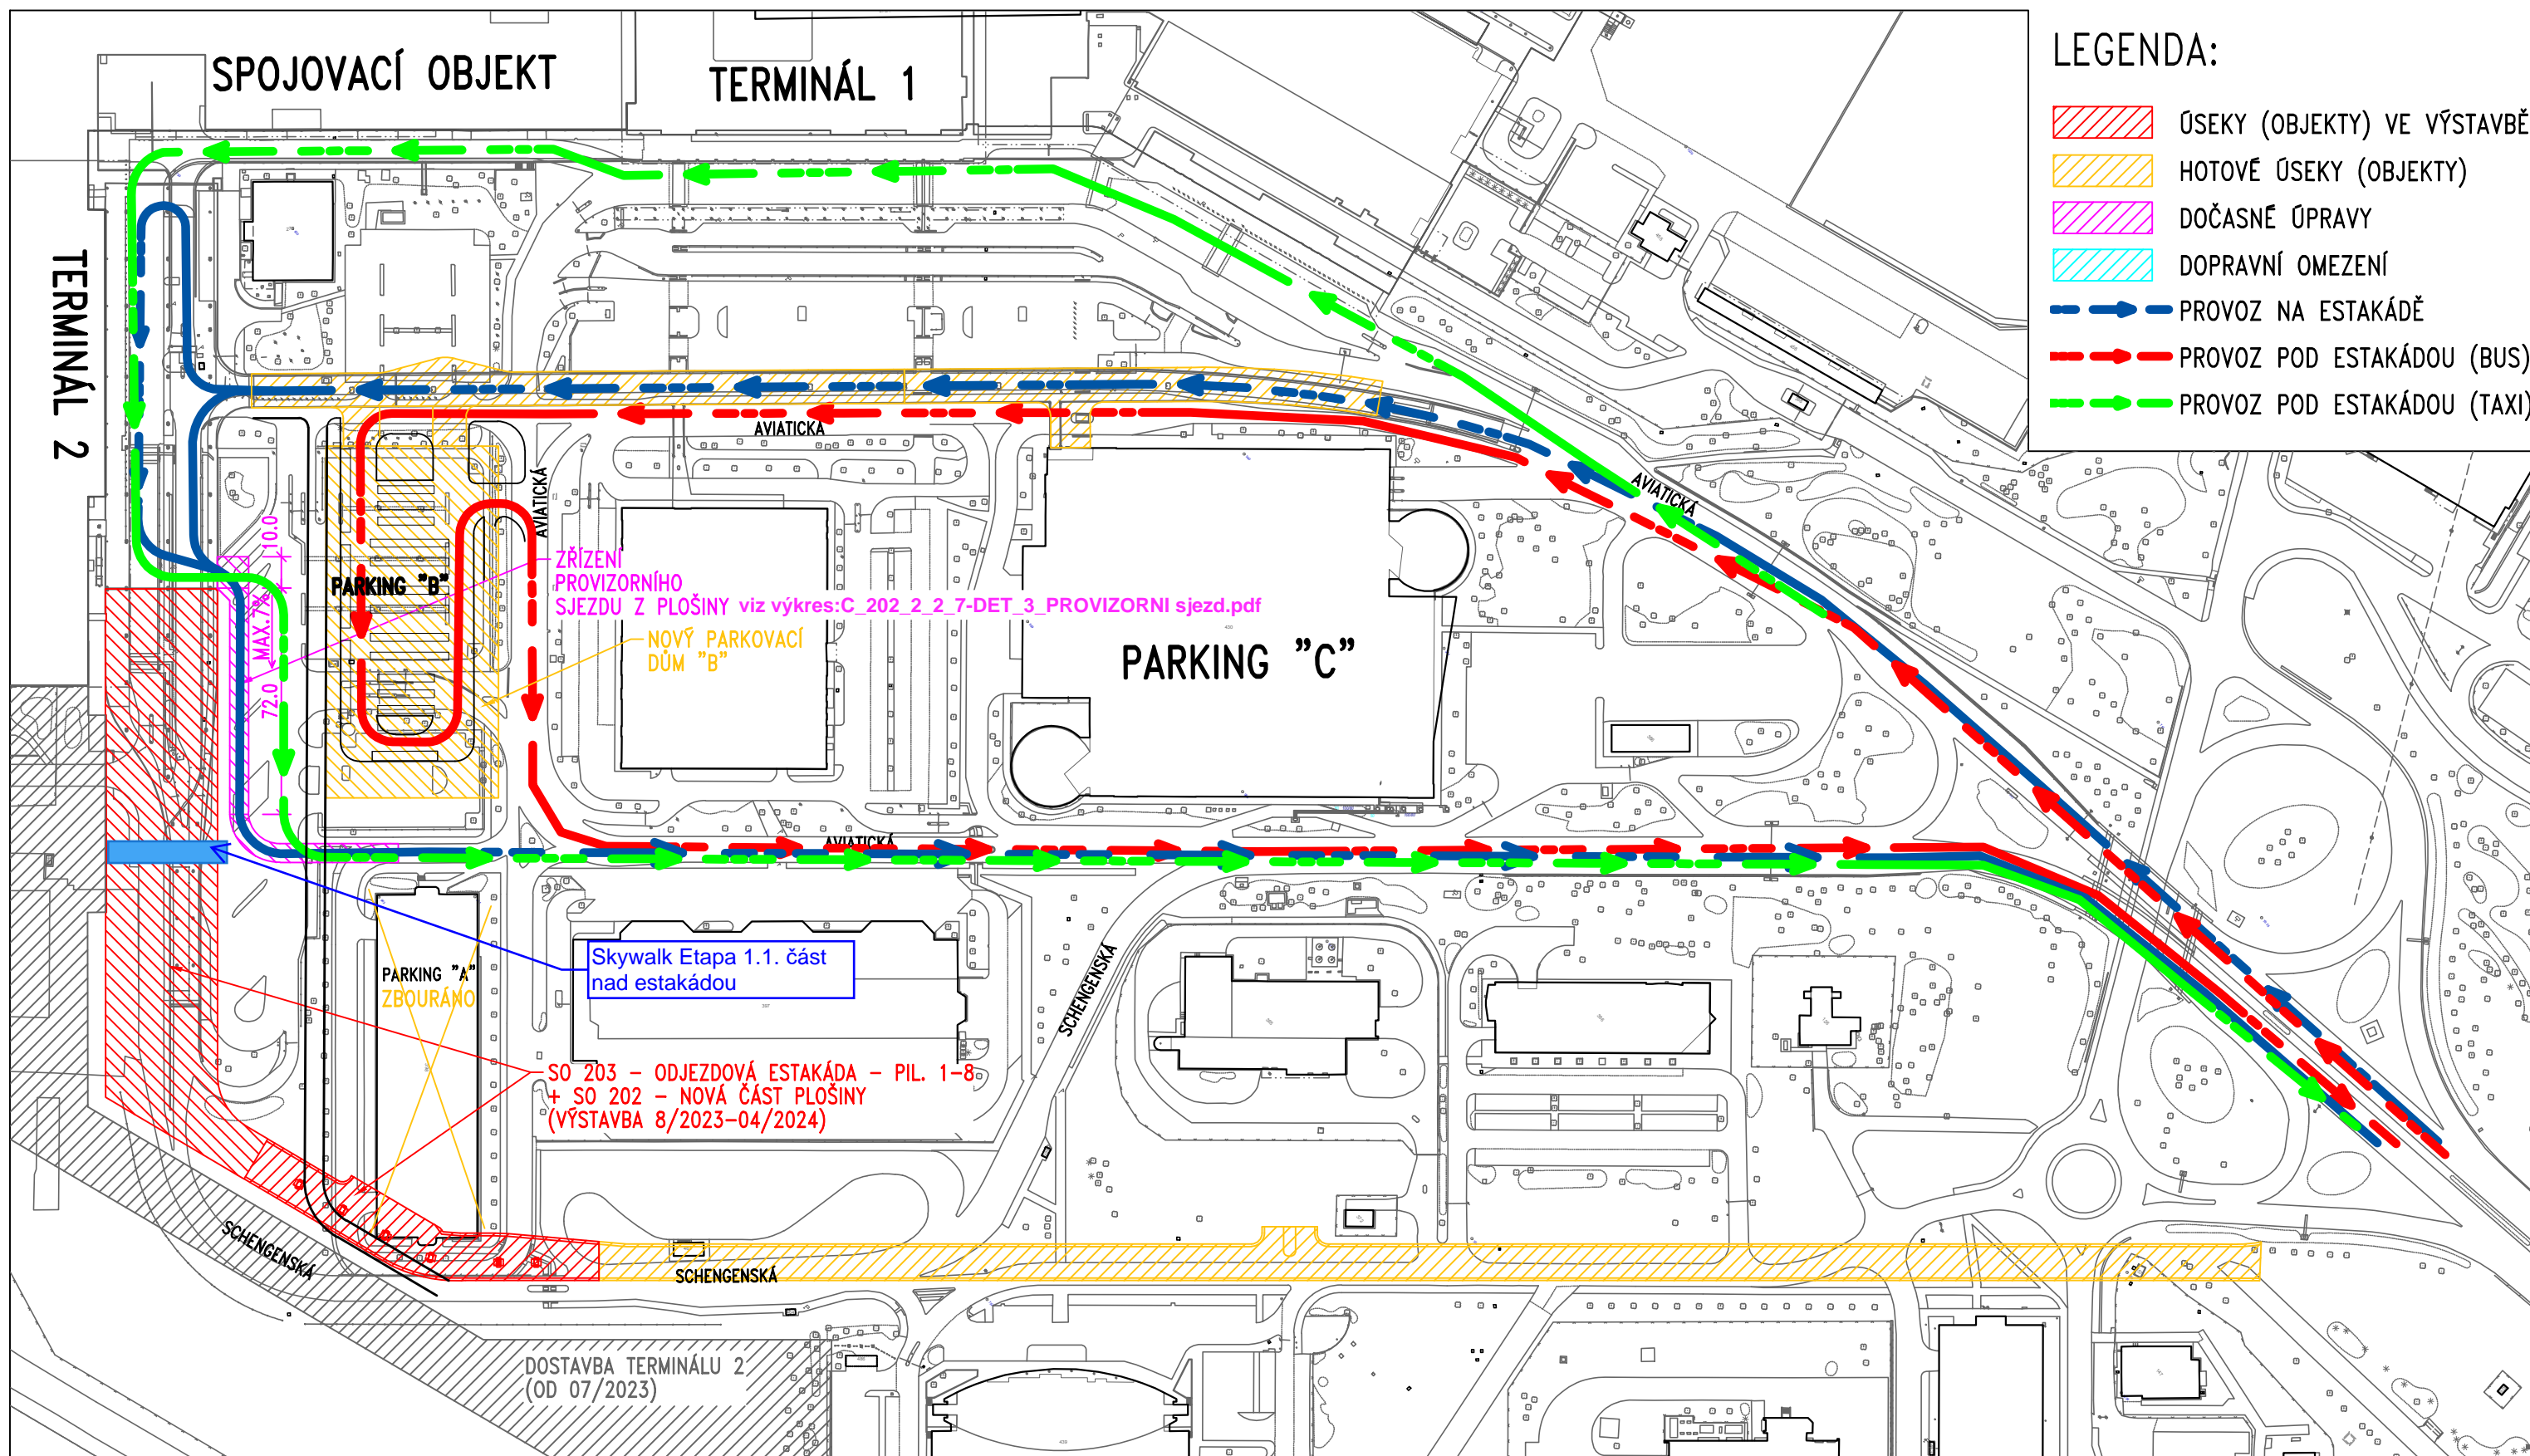 SPOJOVACÍ OBJEKT
TERMINÁL 1
TERMINÁL 2
LEGENDA:
ÚSEKY (OBJEKTY) VE VÝSTAVBĚ
HOTOVÉ ÚSEKY (OBJEKTY)
DOČASNÉ ÚPRAVY
DOPRAVNÍ OMEZENÍ
PROVOZ NA ESTAKÁDĚ
PROVOZ POD ESTAKÁDOU (BUS)
PROVOZ POD ESTAKÁDOU (TAXI)
AVIATICKÁ
AVIATICKÁ
AVIATICKÁ
10.0
MAX.7%
72.0
PARKING "B"
ZŘÍZENÍ
PROVIZORNÍHO
SJEZDU Z PLOŠINY viz výkres:C_202_2_2_7-DET_3_PROVIZORNI sjezd.pdf
NOVÝ PARKOVACÍ
DŮM "B"
PARKING "C"
AVIATICKÁ
Skywalk Etapa 1.1. část
nad estakádou
PARKING "A"
ZBOURÁNO
SCHENGENSKÁ
SO 203 – ODJEZDOVÁ ESTAKÁDA – PIL. 1–8
+ SO 202 – NOVÁ ČÁST PLOŠINY
(VÝSTAVBA 8/2023–04/2024)
SCHENGENSKÁ
SCHENGENSKÁ
DOSTAVBA TERMINÁLU 2
(OD 07/2023)